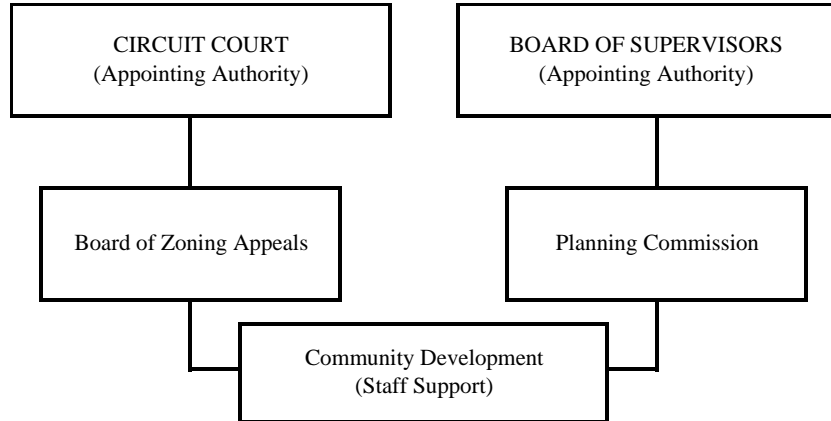 CIRCUIT COURT
(Appointing Authority)
BOARD OF SUPERVISORS
(Appointing Authority)
Board of Zoning Appeals
Planning Commission
Community Development
(Staff Support)